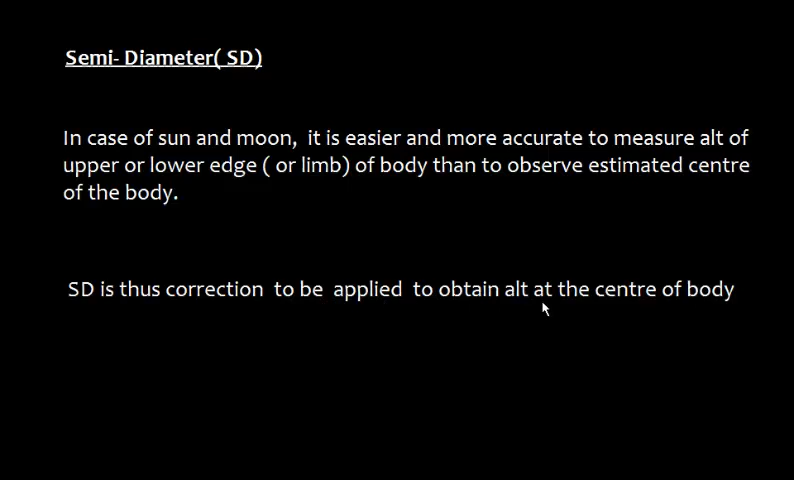 Semi- Diameter( SD)
In case of sun and moon,  it is easier and more accurate to measure alt of
upper or lower edge ( or limb) of body than to observe estimated centre
of the body.
SD is thus correction  to be  applied  to obtain alt at the centre of body